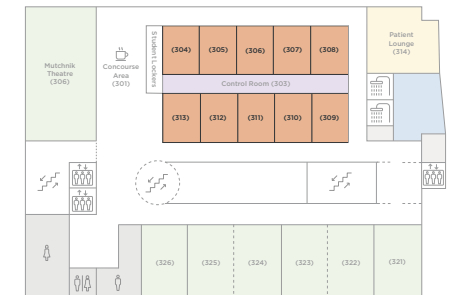 Mutchnik
Theatre
(306)
Concourse
Area
(301)
Student Lockers
(304)
(305)
(306)
(307)
(308)
Control Room (303)
(313)
(312)
(311)
(310)
(309)
Patient
Lounge
(314)
(326)
(325)
(324)
(323)
(322)
(321)